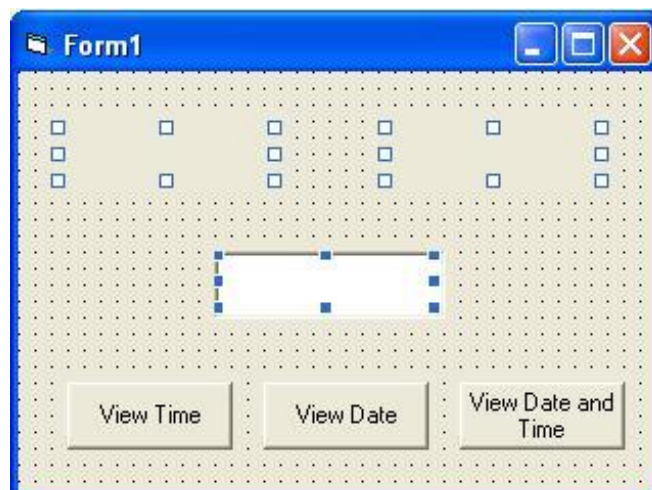 Form1
View Time
View Date
View Date and
Time